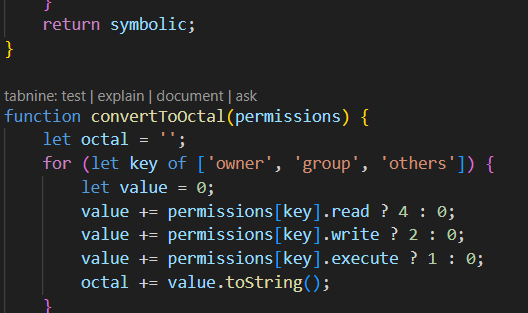 }
return symbolic;
}
tabnine: test | explain | document | ask
function convertToOctal(permissions) {
let octal = '';
for (let key of ['owner', 'group', 'others']) {
let value = 0;
value += permissions[key].read ? 4 : 0;
value += permissions[key].write ? 2 : 0;
value += permissions[key].execute ? 1 : 0;
octal += value.toString();
}